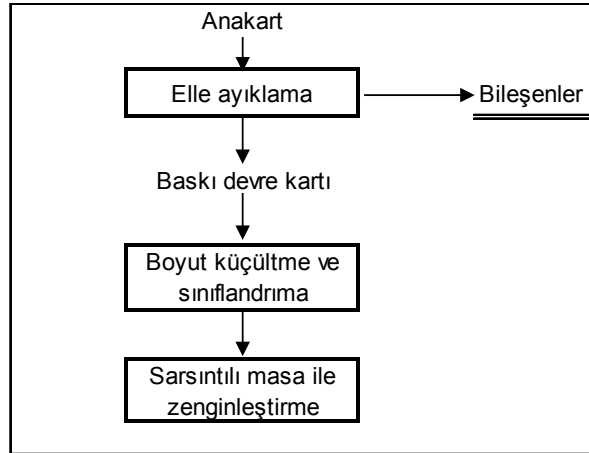 Anakart
Elle ayıklama
Bileşenler
Baskı devre kartı
Boyut küçültme ve
sınıflandrıma
Sarsıntılı masa ile
zenginleştirme